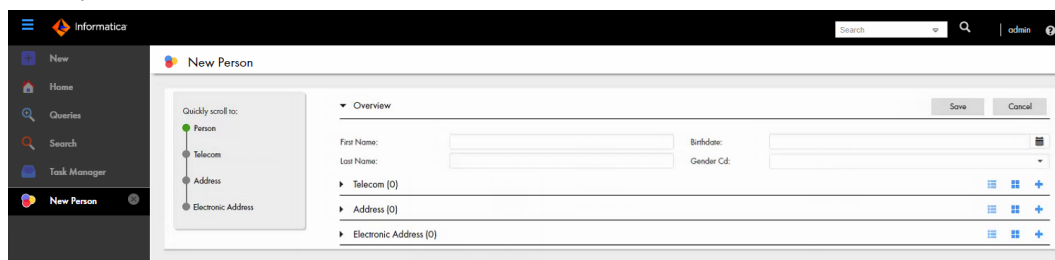 Informatica
Search
admin
New
Home
Queries
Search
Task Manager
New Person
New Person
Quickly scroll to:
Person
Telecom
Address
Electronic Address
Overview
Save
Cancel
First Name:
Birthdate:
Last Name:
Gender Cd:
Telecom (0)
Address (0)
Electronic Address (0)